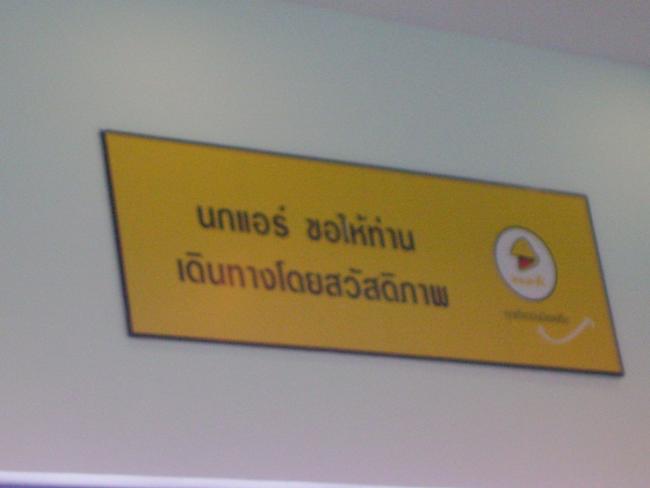 นกแอร์ ขอให้ท่าน
เดินทางโดยสวัสดิภาพ